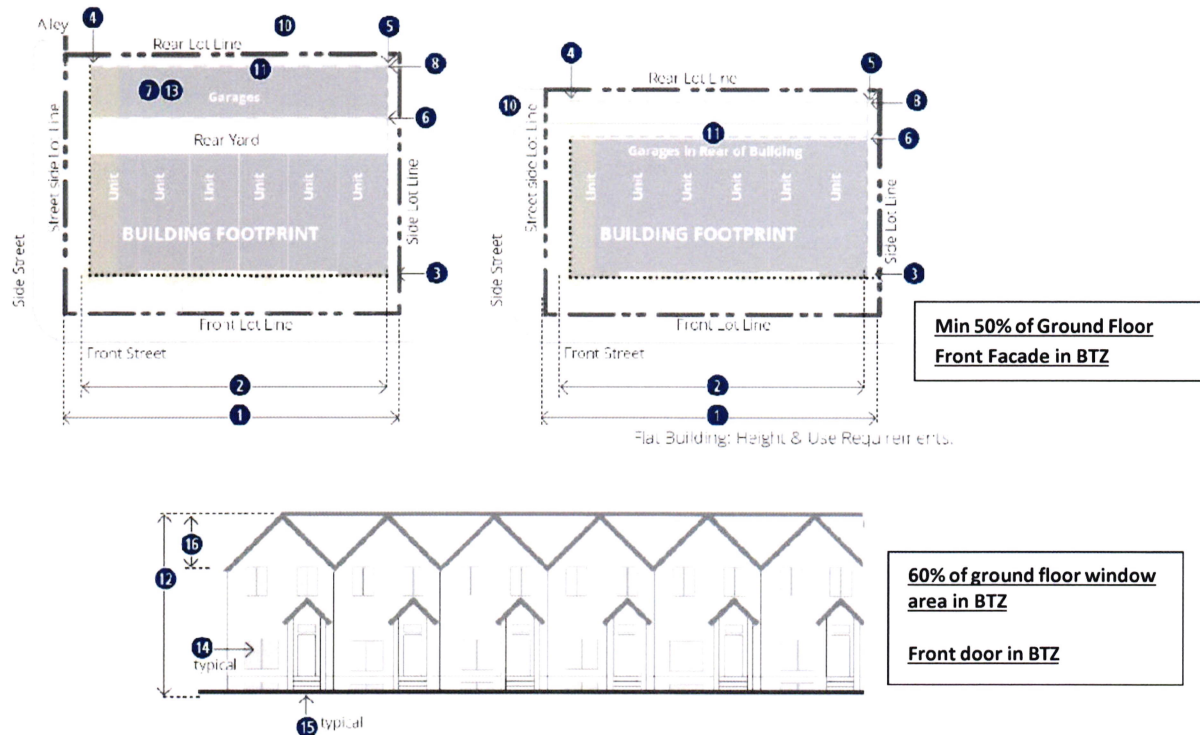 Alley
4
10
5
Rear Lot Line
8
11
7 13
Garages
6
Rear Yard
Street side Lot Line
Side Lot Line
Side Street
Unit Unit Unit Unit Unit Unit
BUILDING FOOTPRINT
3
Front Lot Line
Front Street
2
1
4
5
Rear Lot Line
8
10
6
11
Garages in Rear of Building
Street side Lot Line
Side Lot Line
Side Street
Unit Unit Unit Unit Unit Unit
BUILDING FOOTPRINT
3
Front Lot Line
Front Street
2
1
Min 50% of Ground Floor
Front Facade in BTZ
Flat Building: Height & Use Requirements.
16
12
14
typical
15 typical
60% of ground floor window
area in BTZ
Front door in BTZ